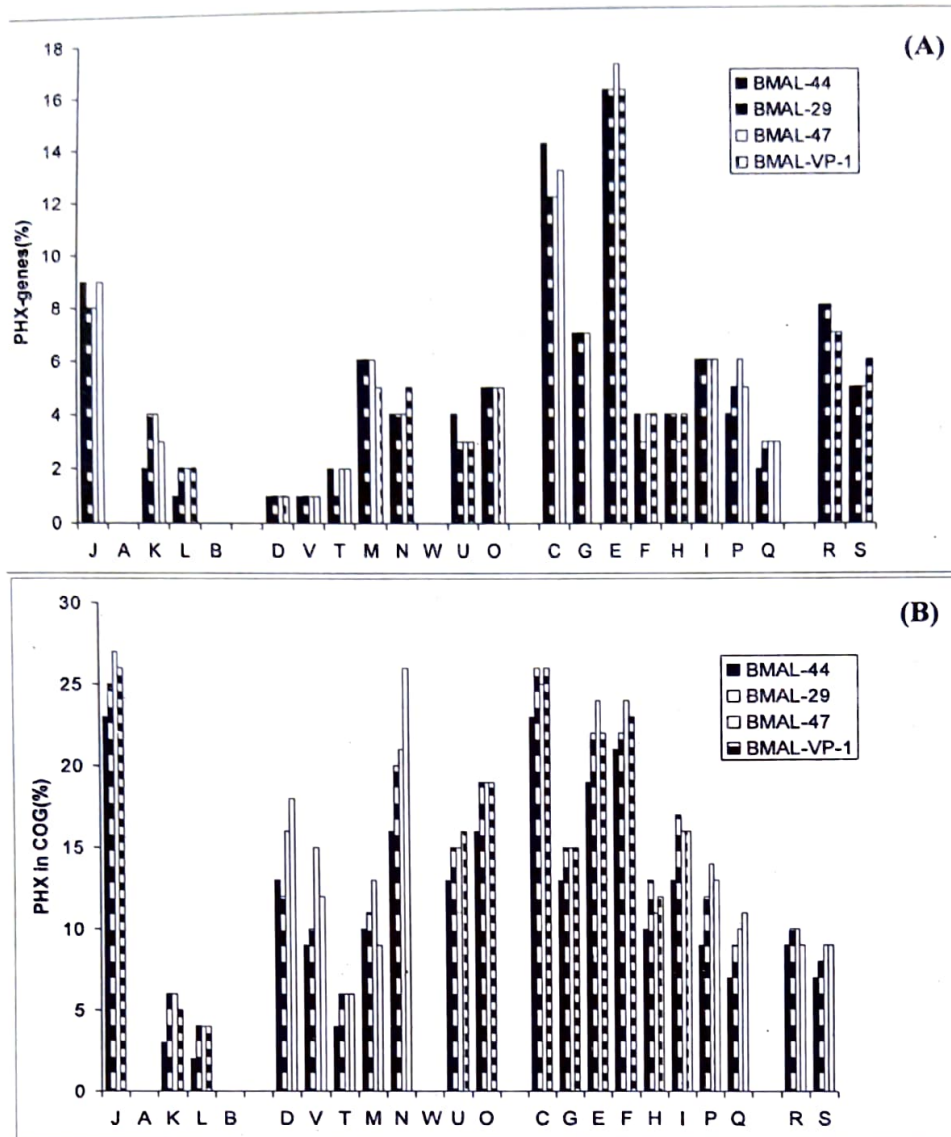 (A)
18
16
14
12
10
8
6
4
2
0
PHX-genes(%)
BMAL-44
BMAL-29
BMAL-47
BMAL-VP-1
J A K L B D V T M N W U O C G E F H I P Q R S
(B)
30
25
20
15
10
5
0
PHX in COG(%)
BMAL-44
BMAL-29
BMAL-47
BMAL-VP-1
J A K L B D V T M N W U O C G E F H I P Q R S